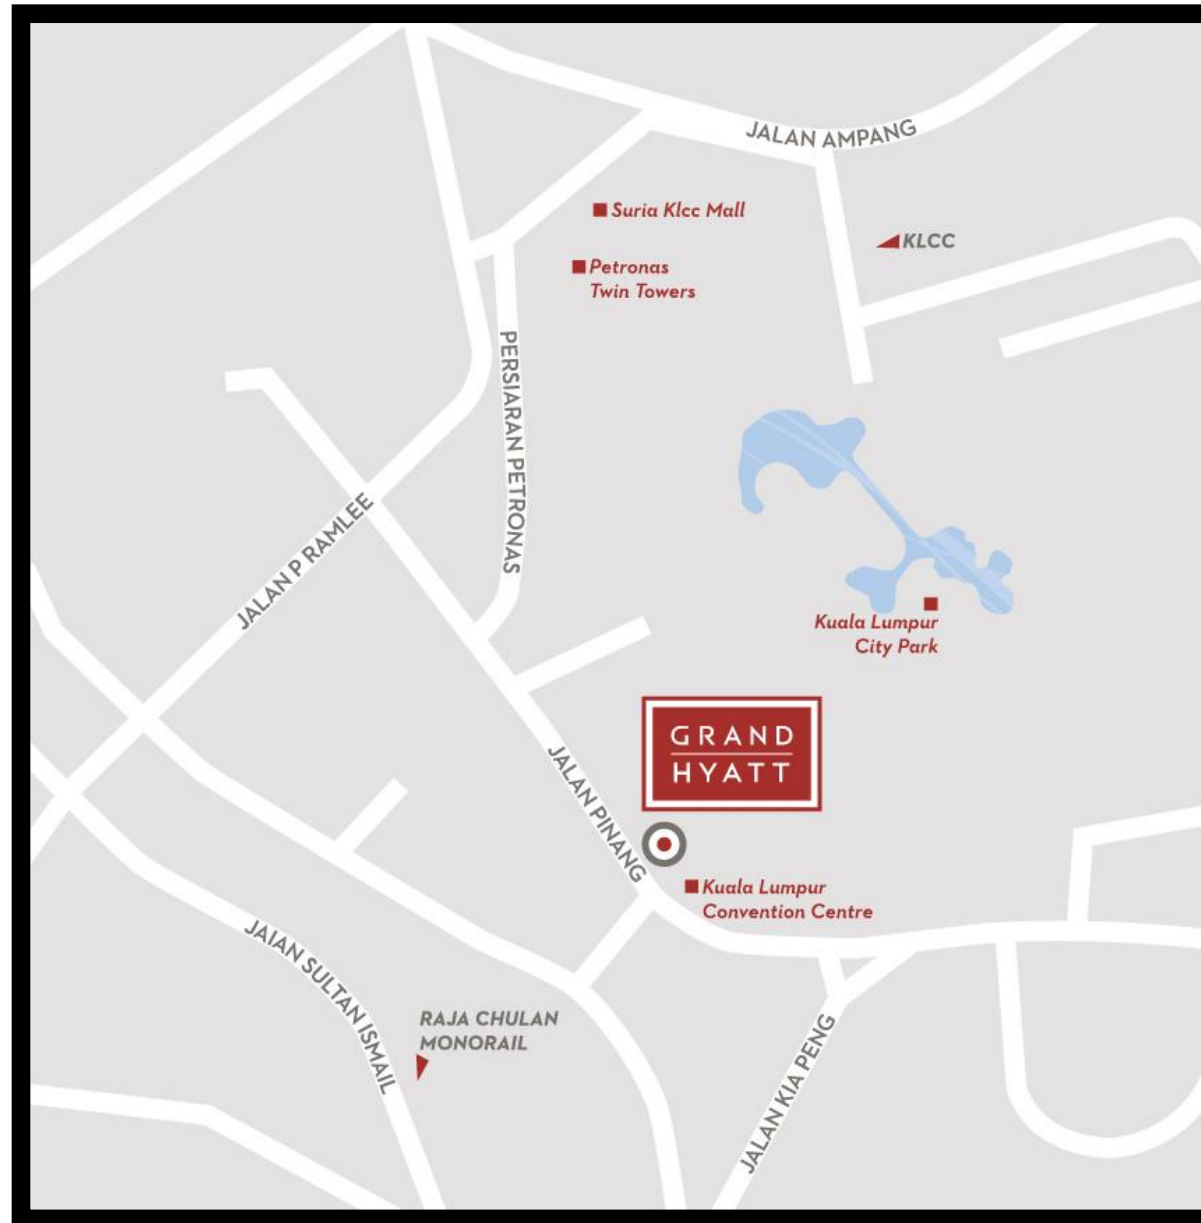 JALAN AMPANG
Suria Klcc Mall
KLCC
Petronas
Twin Towers
PERSIARAN PETRONAS
JALAN P RAMLEE
Kuala Lumpur
City Park
GRAND
HYATT
JALAN PINANG
Kuala Lumpur
Convention Centre
JAIAN SULTAN ISMAIL
RAJA CHULAN
MONORAIL
JALAN KIA PENG